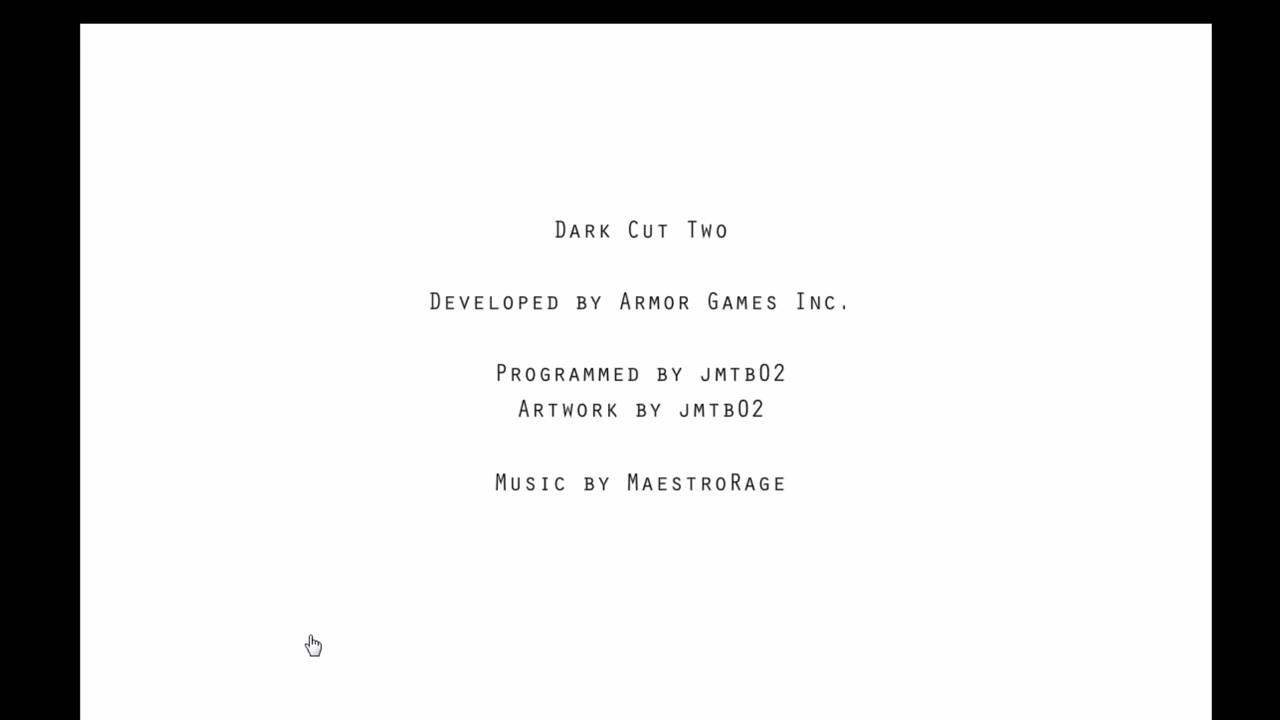 Dark Cut Two
Developed by Armor Games Inc.
Programmed by jmtb02
Artwork by jmtb02
Music by MaestroRage